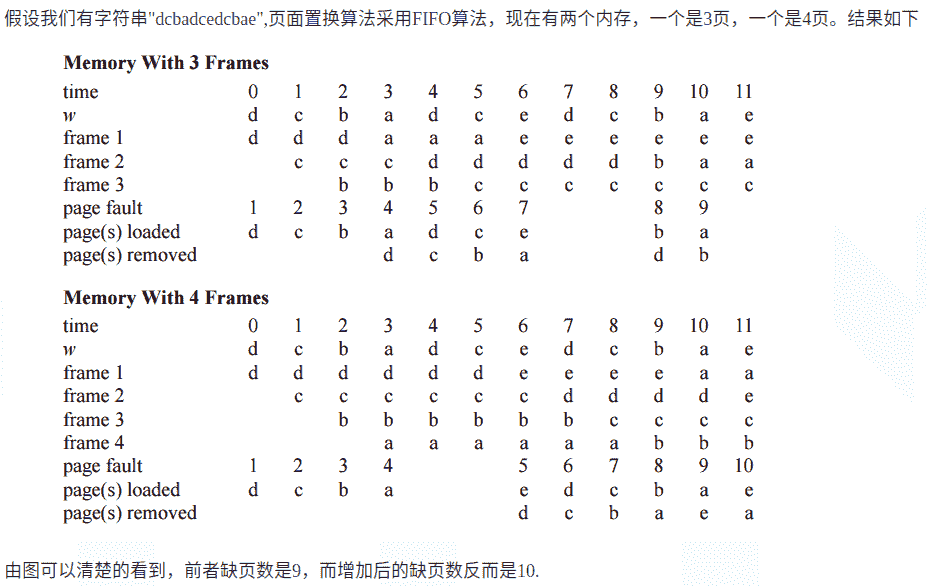 假设我们有字符串"dcbadcedcbae",页面置换算法采用FIFO算法，现在有两个内存，一个是3页，一个是4页。结果如下
Memory With 3 Frames
time 0 1 2 3 4 5 6 7 8 9 10 11
w d c b a d c e d c b a e
frame 1 d d d a a a e e e e e e
frame 2 c c c d d d d d b a a
frame 3 b b b c c c c c c c
page fault 1 2 3 4 5 6 7 8 9
page(s) loaded d c b a d c e b a
page(s) removed d c b a d b
Memory With 4 Frames
time 0 1 2 3 4 5 6 7 8 9 10 11
w d c b a d c e d c b a e
frame 1 d d d d d d e e e e a a
frame 2 c c c c c c d d d d e
frame 3 b b b b b b c c c c
frame 4 a a a a a a b b b
page fault 1 2 3 4 5 6 7 8 9 10
page(s) loaded d c b a e d c b a e
page(s) removed d c b a e a
由图可以清楚的看到，前者缺页数是9，而增加后的缺页数反而是10.